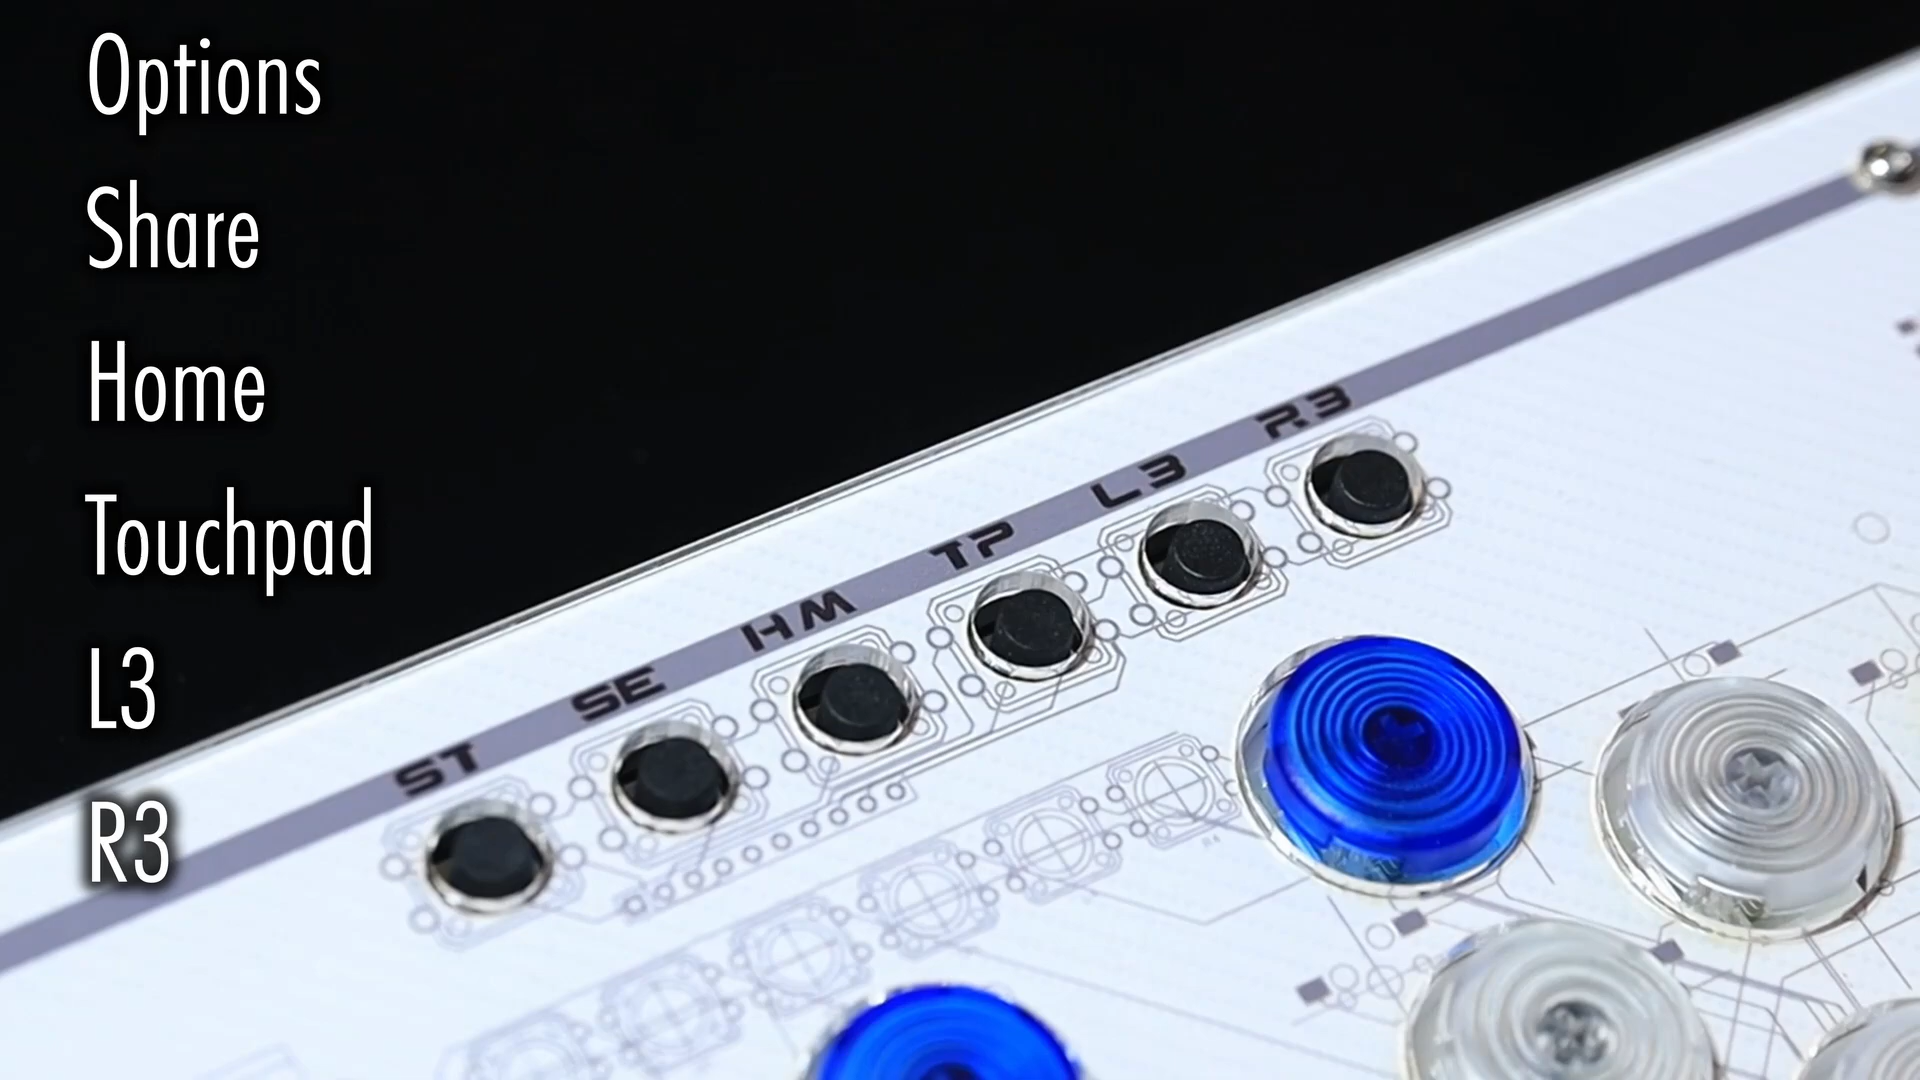 Options
Share
Home
Touchpad
L3
R3
ST SE HM TP L3 R3